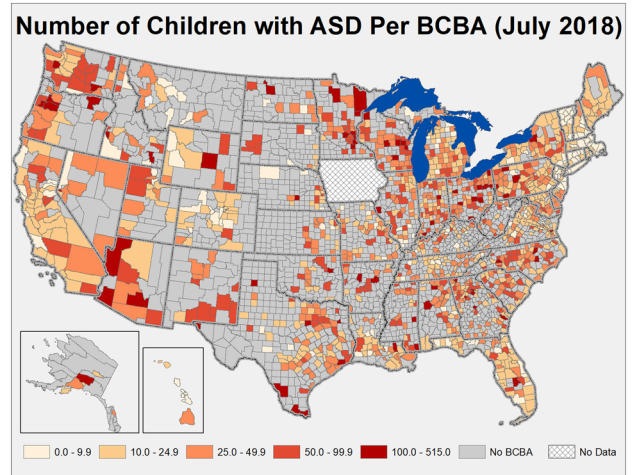 Number of Children with ASD Per BCBA (July 2018)
0.0 - 9.9 10.0 - 24.9 25.0 - 49.9 50.0 - 99.9 100.0 - 515.0 No BCBA No Data